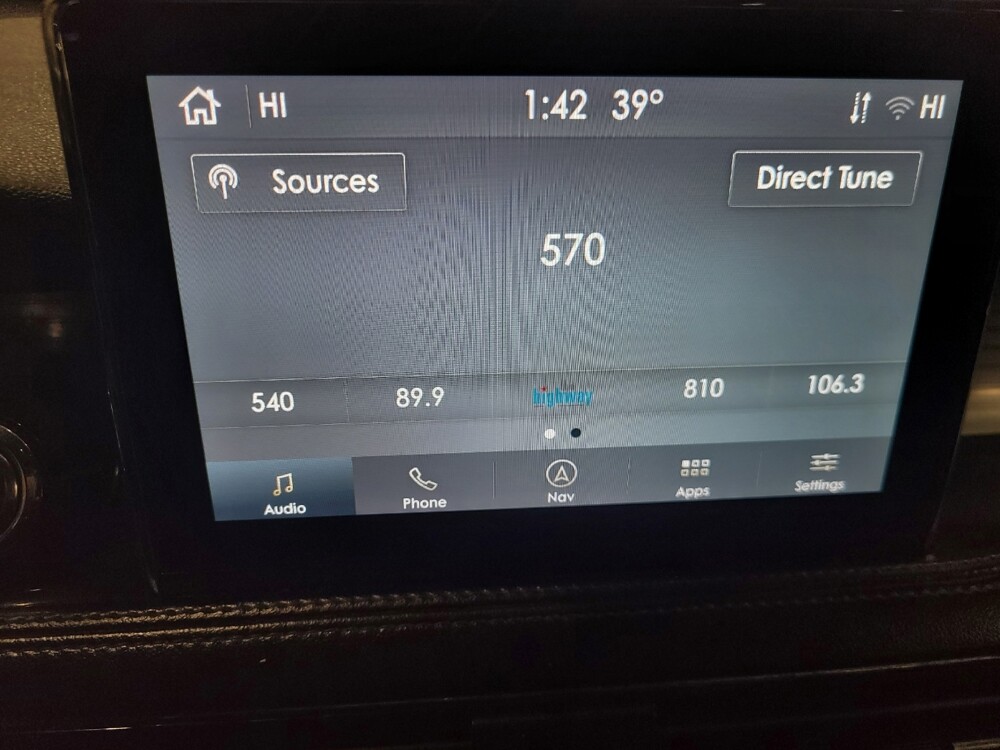 HI 1:42 39° HI
Sources Direct Tune
570
540 89.9 highway 810 106.3
Audio Phone Nav Apps Settings